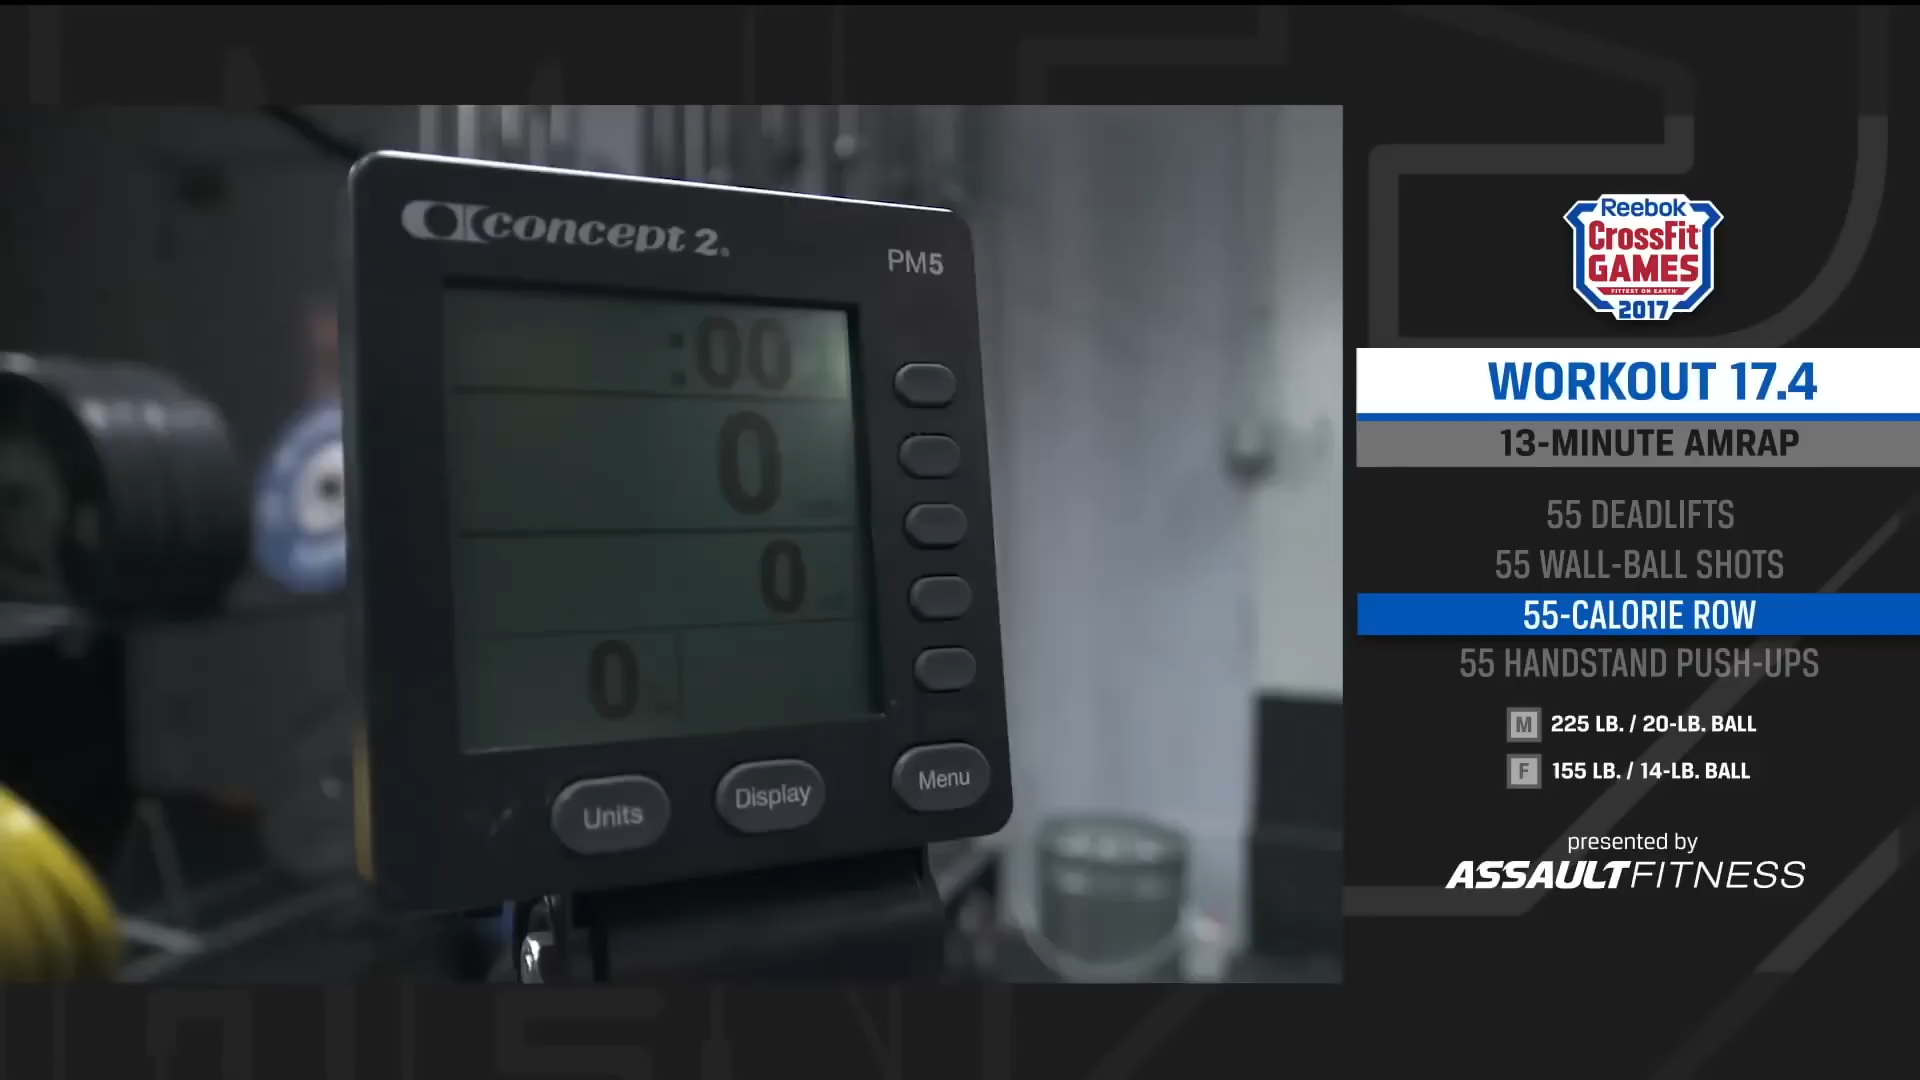 concept 2.
PM5
:00
0
0
0
Units
Display
Menu
Reebok
CrossFit
GAMES
FITTEST ON EARTH
2017
WORKOUT 17.4
13-MINUTE AMRAP
55 DEADLIFTS
55 WALL-BALL SHOTS
55-CALORIE ROW
55 HANDSTAND PUSH-UPS
M 225 LB. / 20-LB. BALL
F 155 LB. / 14-LB. BALL
presented by
ASSAULTFITNESS